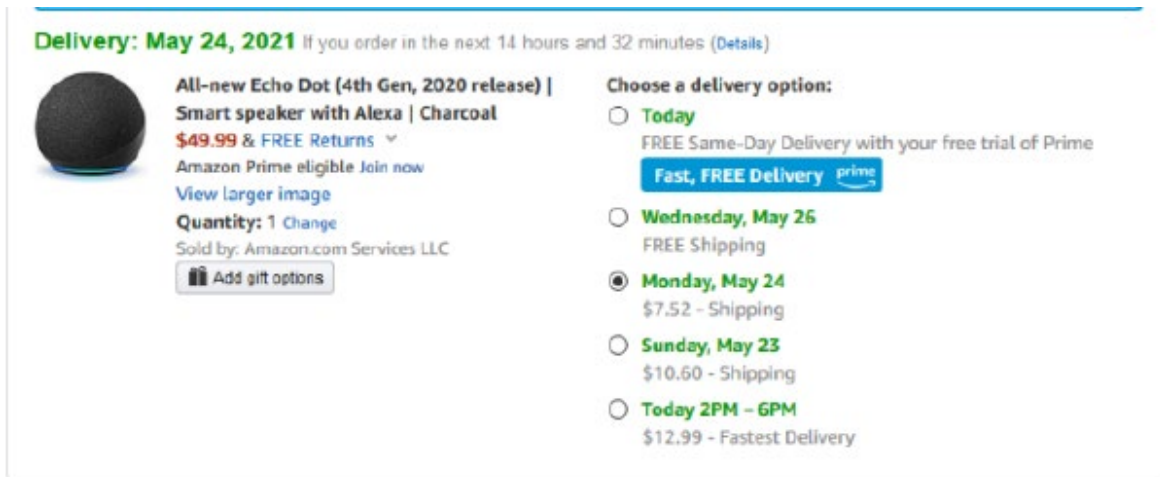 Delivery: May 24, 2021 If you order in the next 14 hours and 32 minutes (Details)
All-new Echo Dot (4th Gen, 2020 release) |
Smart speaker with Alexa | Charcoal
$49.99 & FREE Returns
Amazon Prime eligible Join now
View larger image
Quantity: 1 Change
Sold by: Amazon.com Services LLC
Add gift options
Choose a delivery option:
Today
FREE Same-Day Delivery with your free trial of Prime
Fast, FREE Delivery prime
Wednesday, May 26
FREE Shipping
Monday, May 24
$7.52 - Shipping
Sunday, May 23
$10.60 - Shipping
Today 2PM – 6PM
$12.99 - Fastest Delivery